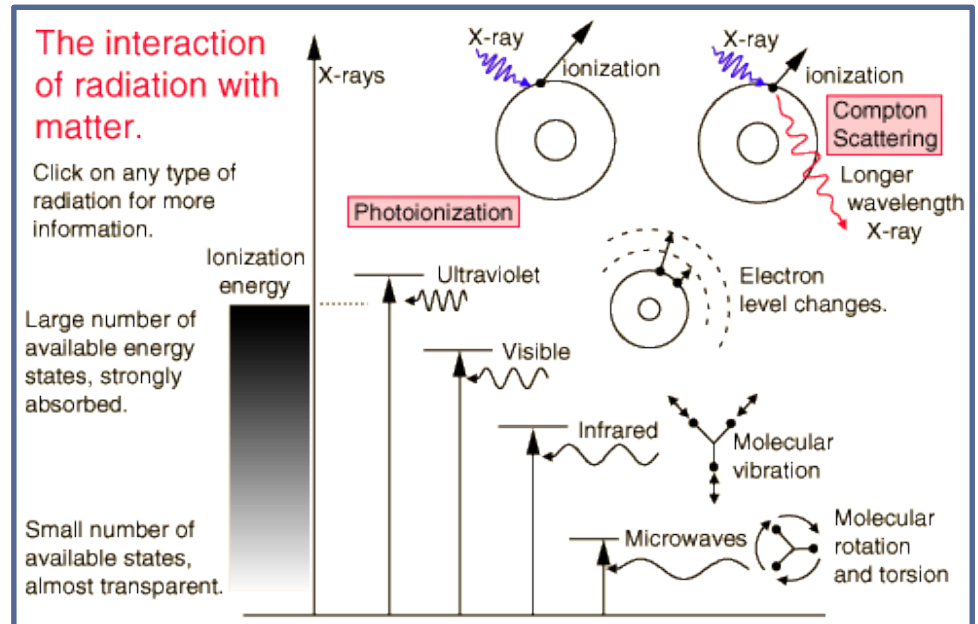 The interaction
of radiation with
matter.
Click on any type of
radiation for more
information.
Ionization
energy
Large number of
available energy
states, strongly
absorbed.
Small number of
available states,
almost transparent.
X-rays
X-ray
ionization
X-ray
ionization
Compton
Scattering
Longer
wavelength
X-ray
Photoionization
Ultraviolet
Electron
level changes.
Visible
Infrared
Molecular
vibration
Microwaves
Molecular
rotation
and torsion